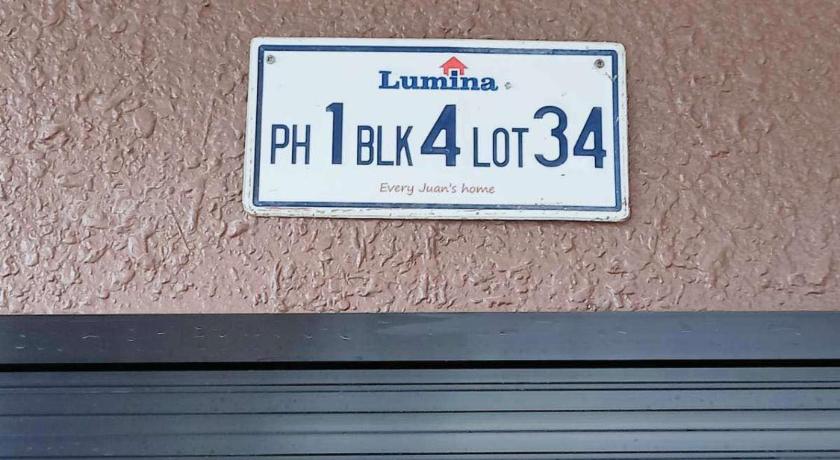 Lumina
PH 1 BLK 4 LOT 34
Every Juan's home